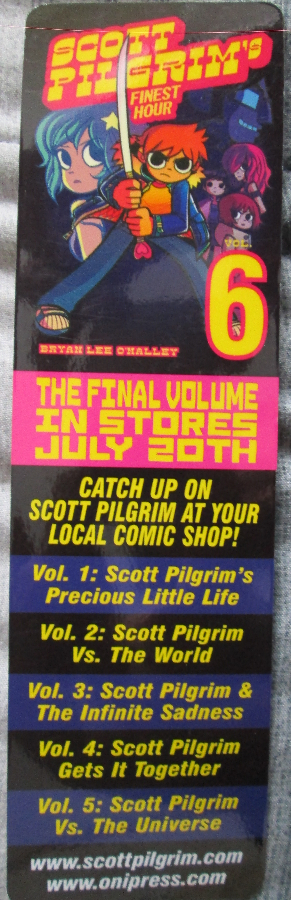 SCOTT
PILGRIM's
FINEST
HOUR
VOL.
6
BRYAN LEE O'MALLEY
THE FINAL VOLUME
IN STORES
JULY 20TH
CATCH UP ON
SCOTT PILGRIM AT YOUR
LOCAL COMIC SHOP!
Vol. 1: Scott Pilgrim's
Precious Little Life
Vol. 2: Scott Pilgrim
Vs. The World
Vol. 3: Scott Pilgrim &
The Infinite Sadness
Vol. 4: Scott Pilgrim
Gets It Together
Vol. 5: Scott Pilgrim
Vs. The Universe
www.scottpilgrim.com
www.onipress.com